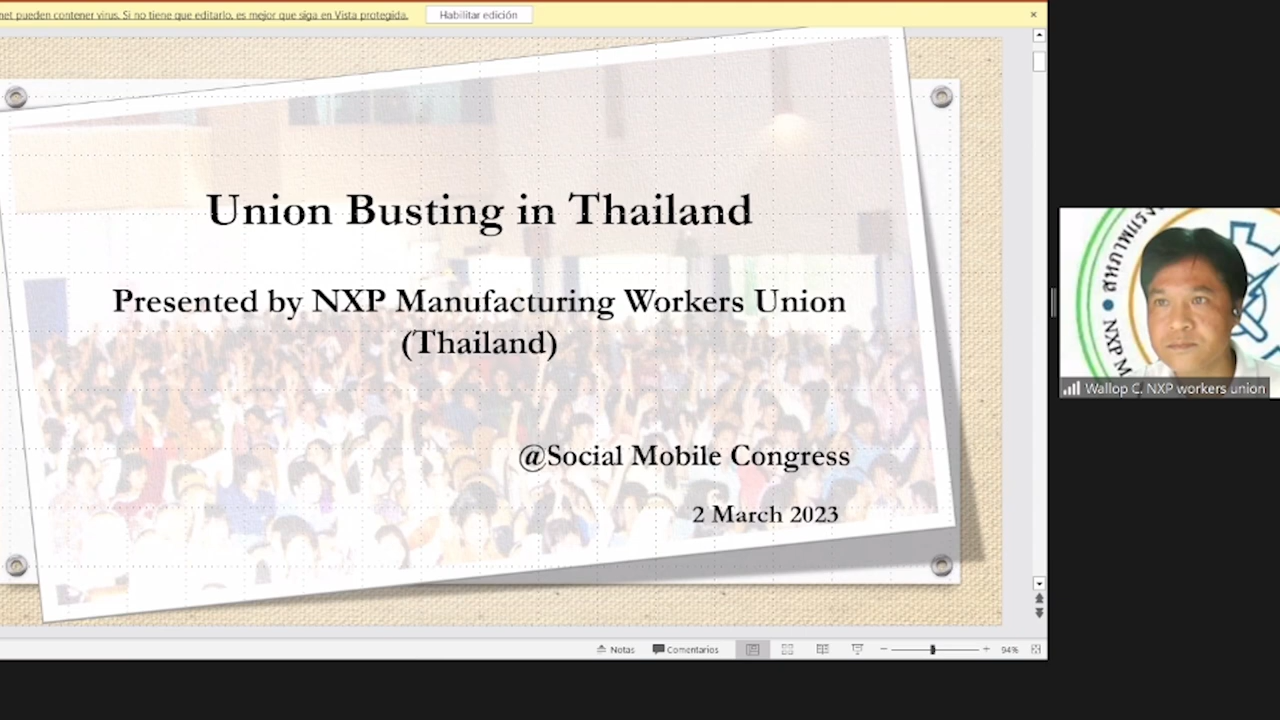 net pueden contener virus. Si no tiene que editarlo, es mejor que siga en Vista protegida.
Habilitar edición
Union Busting in Thailand
Presented by NXP Manufacturing Workers Union
(Thailand)
@Social Mobile Congress
2 March 2023
Notas
Comentarios
94%
NXP
Wallop C. NXP workers union